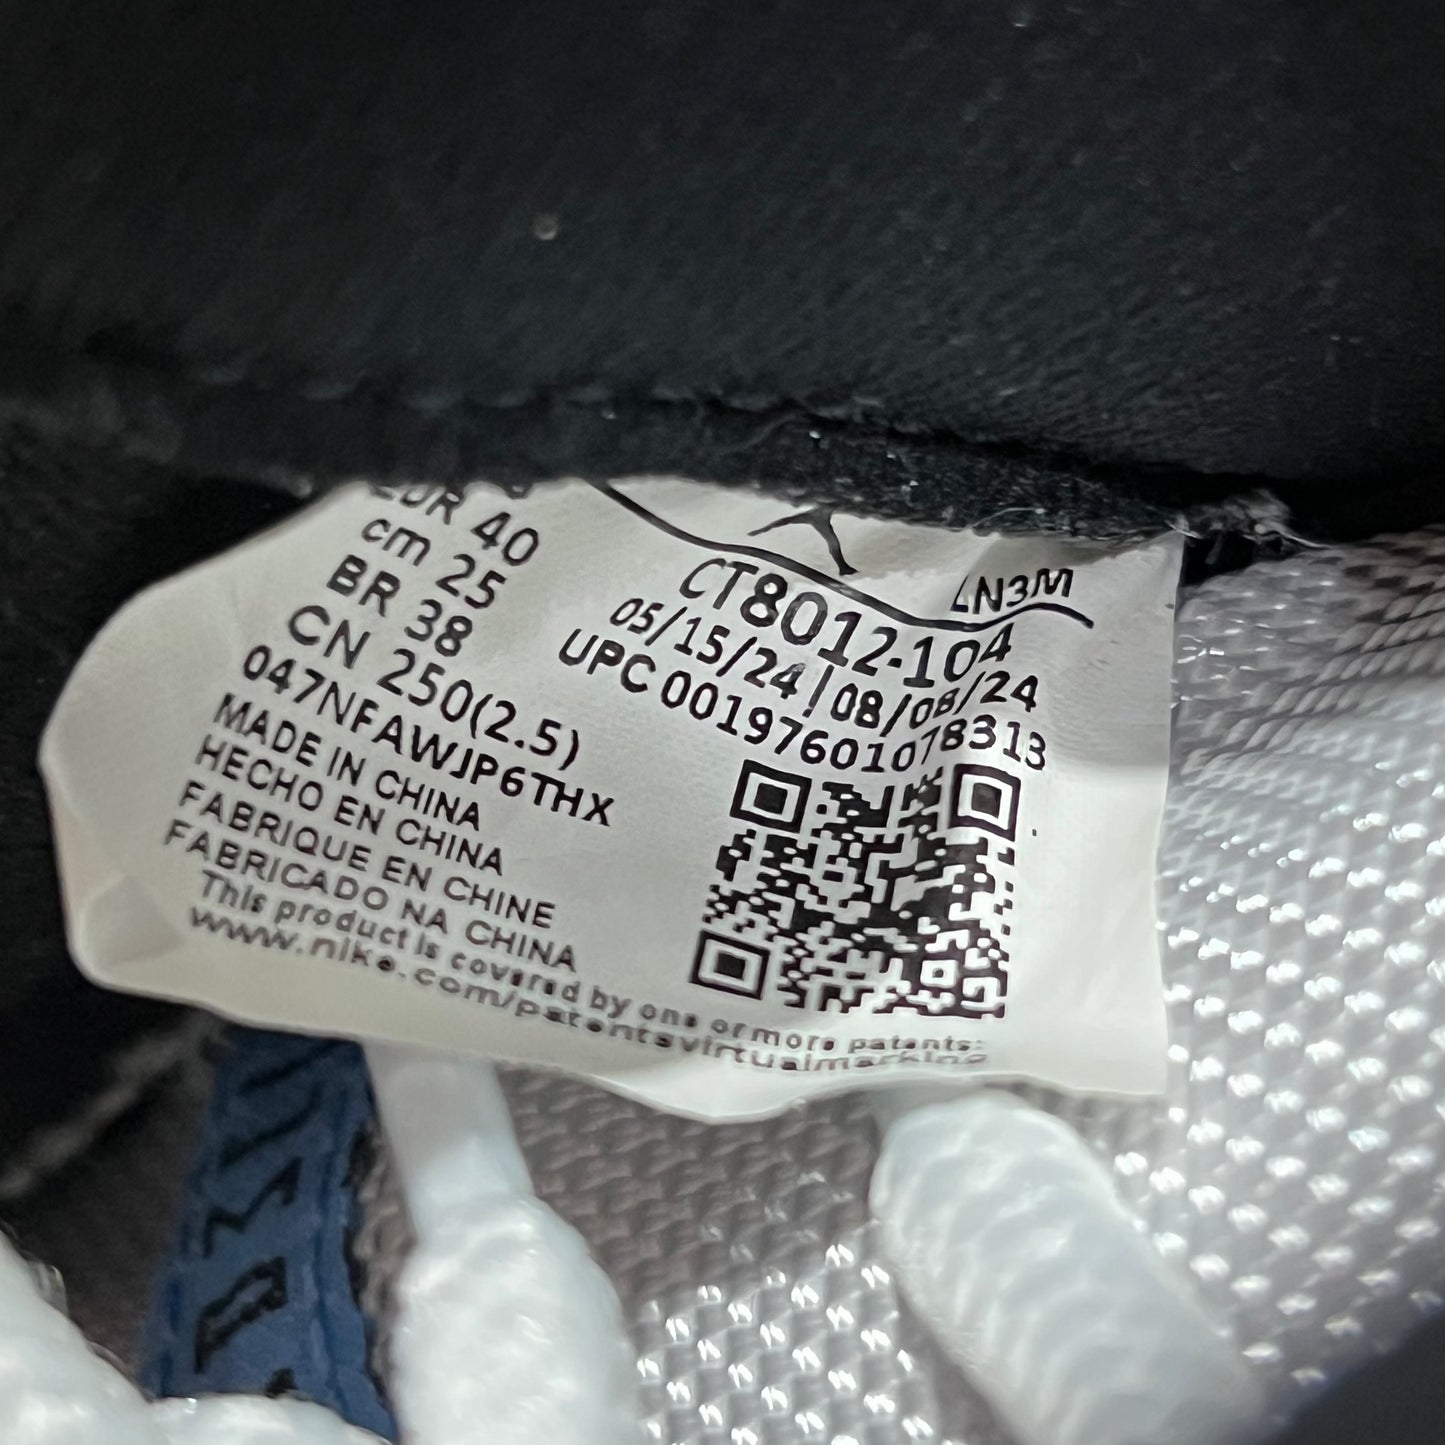 EUR 40
cm 25
BR 38
CN 250(2.5)
047NFAWJP6THX
MADE IN CHINA
HECHO EN CHINA
FABRIQUE EN CHINE
FABRICADO NA CHINA
LN3M
CT8012-104
05/15/24 | 08/08/24
UPC 00197601078313
This product is covered by one or more patents:
www.nike.com/patentsvirtualmarking